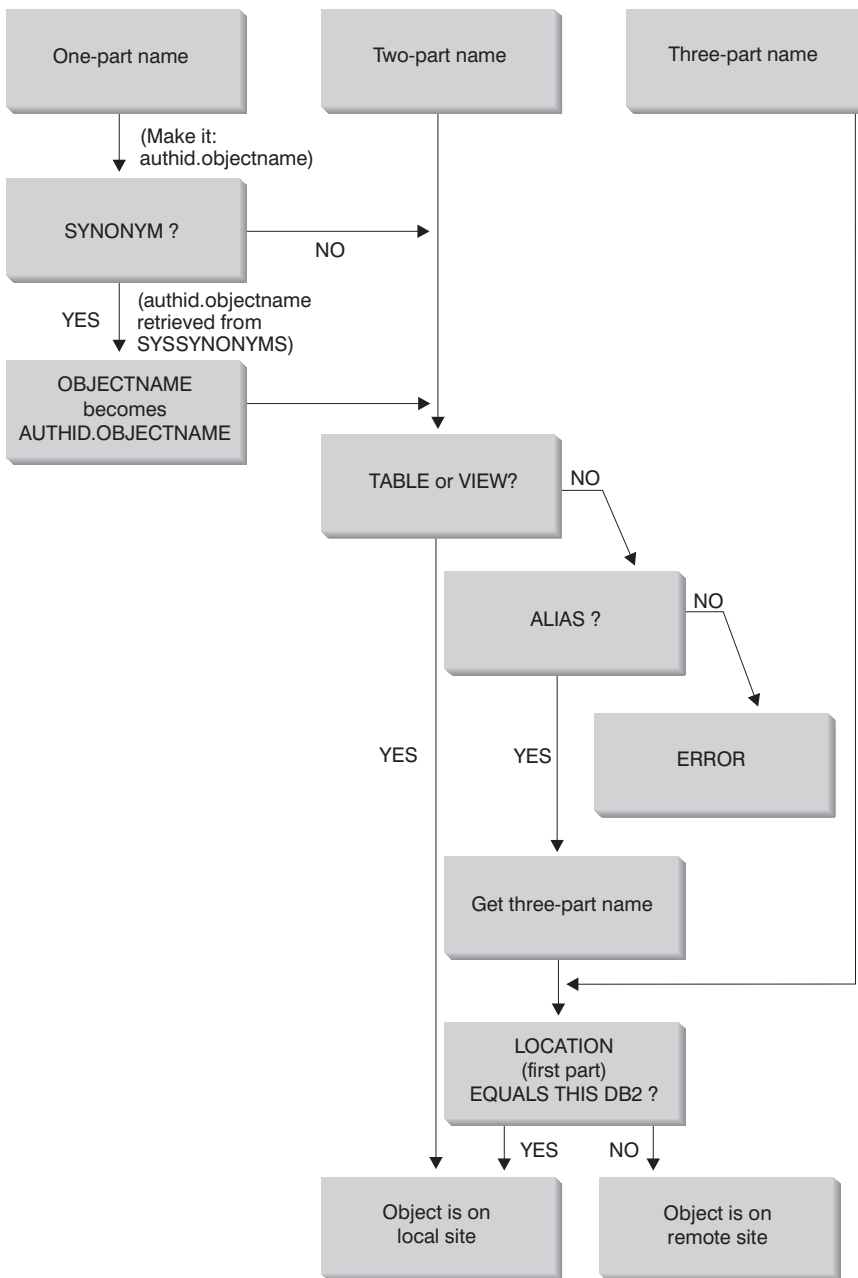 One-part name
Two-part name
Three-part name
(Make it:
authid.objectname)
SYNONYM ?
NO
YES
(authid.objectname
retrieved from
SYSSYNONYMS)
OBJECTNAME
becomes
AUTHID.OBJECTNAME
TABLE or VIEW?
NO
ALIAS ?
NO
YES
YES
ERROR
Get three-part name
LOCATION
(first part)
EQUALS THIS DB2 ?
YES
NO
Object is on
local site
Object is on
remote site